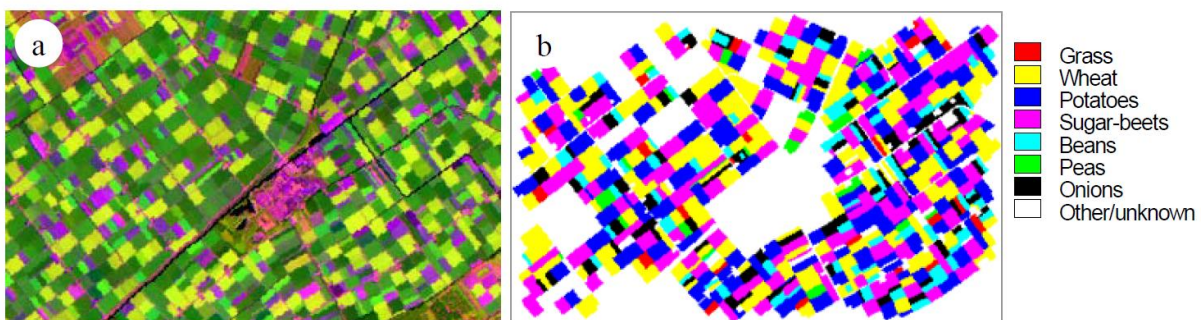 a
b
Grass
Wheat
Potatoes
Sugar-beets
Beans
Peas
Onions
Other/unknown